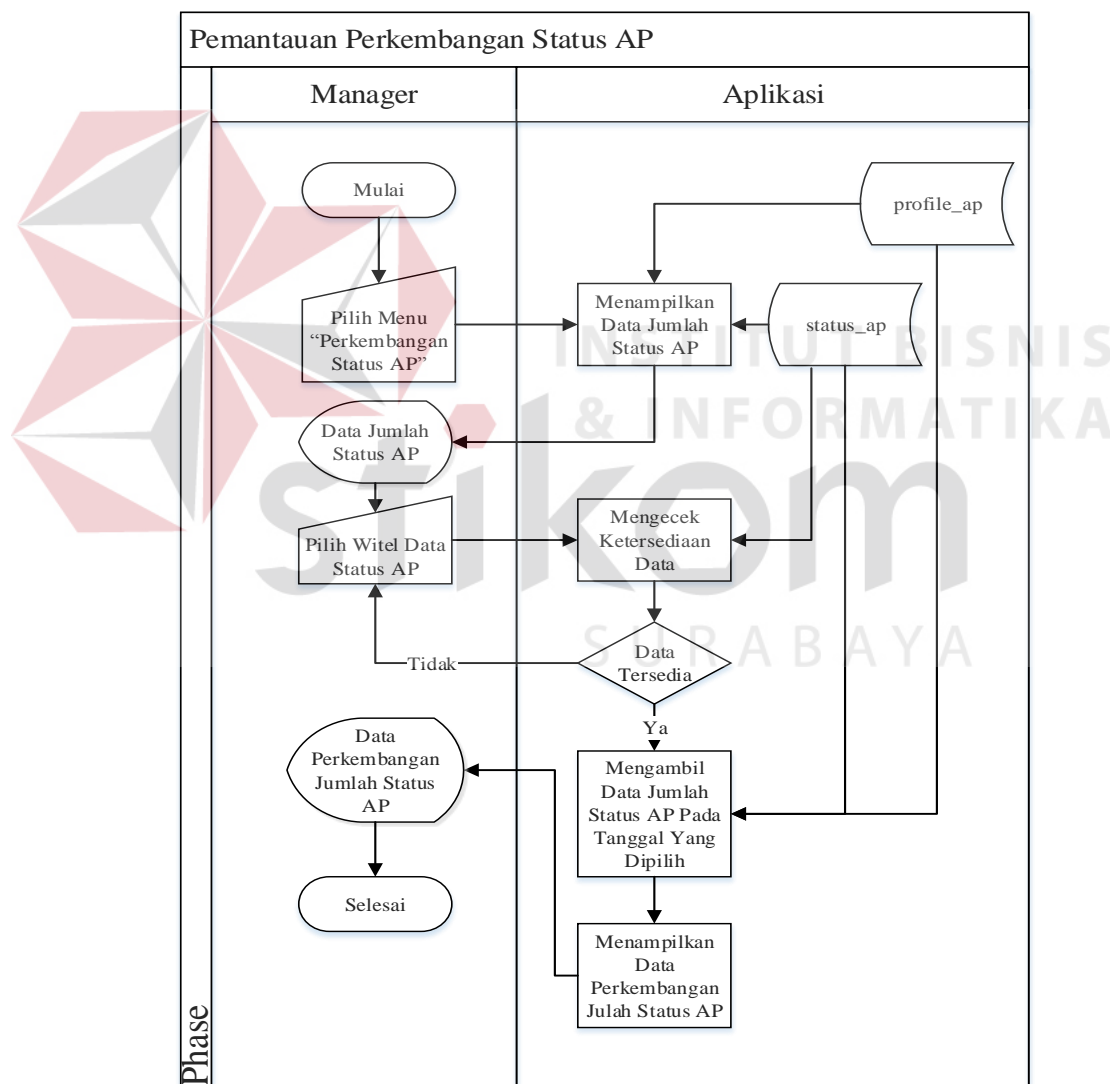 Pemantauan Perkembangan Status AP
Manager
Aplikasi
Mulai
profile_ap
Pilih Menu
“Perkembangan
Status AP”
Menampilkan
Data Jumlah
Status AP
status_ap
Data Jumlah
Status AP
Pilih Witel Data
Status AP
Mengecek
Ketersediaan
Data
Data
Tersedia
Tidak
Ya
Data
Perkembangan
Jumlah Status
AP
Mengambil
Data Jumlah
Status AP Pada
Tanggal Yang
Dipilih
Selesai
Menampilkan
Data
Perkembangan
Julah Status AP
Phase
INSTITUT BISNIS
& INFORMATIKA
stikom
SURABAYA